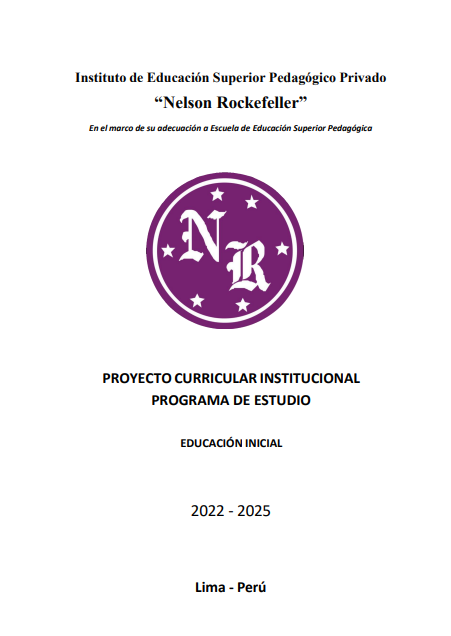 Instituto de Educación Superior Pedagógico Privado
“Nelson Rockefeller”
En el marco de su adecuación a Escuela de Educación Superior Pedagógica
N
R
PROYECTO CURRICULAR INSTITUCIONAL
PROGRAMA DE ESTUDIO
EDUCACIÓN INICIAL
2022 - 2025
Lima - Perú